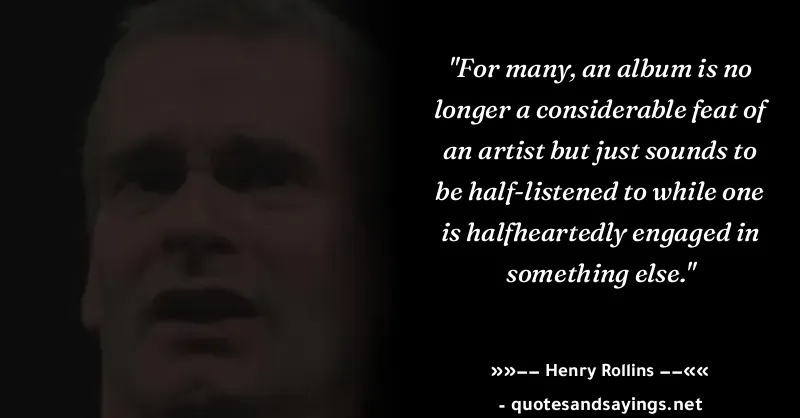 "For many, an album is no
longer a considerable feat of
an artist but just sounds to
be half-listened to while one
is halfheartedly engaged in
something else."
»»−− Henry Rollins −−««
- quotesandsayings.net